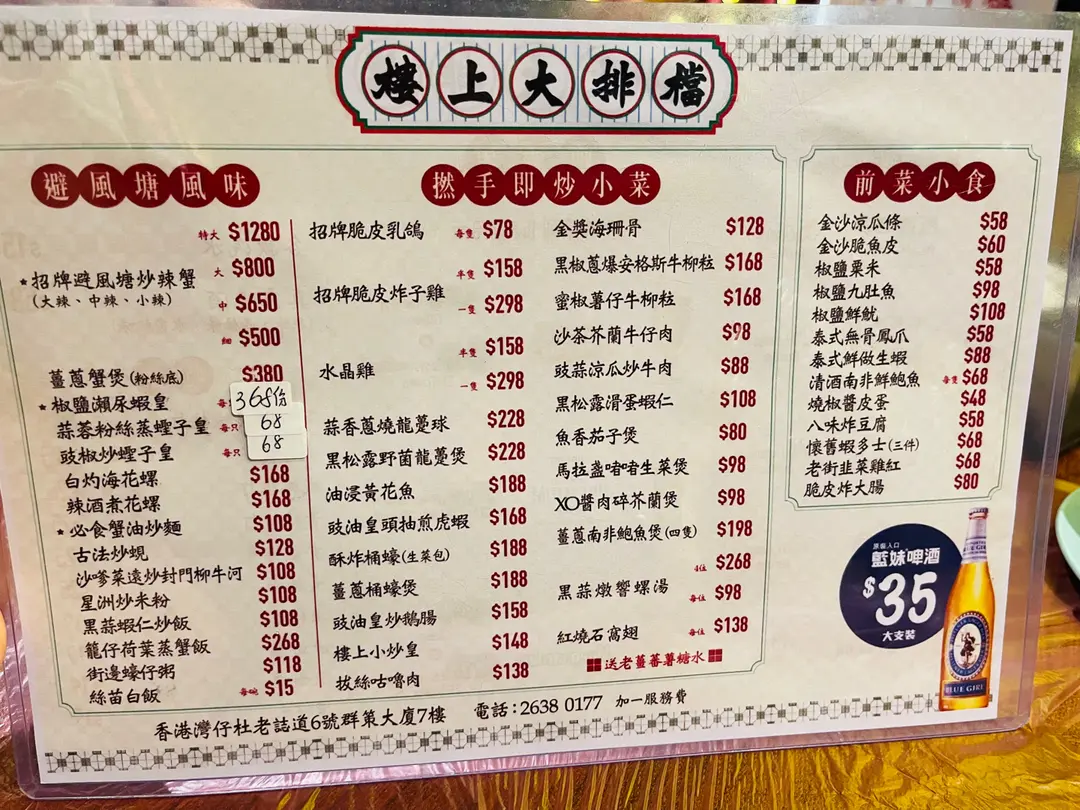 樓上大排檔
避風塘風味
特大 $1280
★招牌避風塘炒辣蟹 大 $800
(大辣、中辣、小辣) 中 $650
細 $500
薑蔥蟹煲(粉絲底) $380
★椒鹽瀨尿蝦皇 每 368倍
蒜蓉粉絲蒸蟶子皇 每只 68
豉椒炒蟶子皇 每只 68
白灼海花螺 $168
辣酒煮花螺 $168
★必食蟹油炒麵 $108
古法炒蜆 $128
沙嗲菜遠炒封門柳牛河 $108
星洲炒米粉 $108
黑蒜蝦仁炒飯 $108
籠仔荷葉蒸蟹飯 $268
街邊蠔仔粥 $118
絲苗白飯 每碗 $15
撚手即炒小菜
招牌脆皮乳鴿 每隻 $78
半隻 $158
招牌脆皮炸子雞 一隻 $298
半隻 $158
水晶雞 一隻 $298
蒜香蔥燒龍躉球 $228
黑松露野菌龍躉煲 $228
油浸黃花魚 $188
豉油皇頭抽煎虎蝦 $168
酥炸桶蠔(生菜包) $188
薑蔥桶蠔煲 $188
豉油皇炒鵝腸 $158
樓上小炒皇 $148
拔絲咕嚕肉 $138
金獎海珊骨 $128
黑椒蔥爆安格斯牛柳粒 $168
蜜椒薯仔牛柳粒 $168
沙茶芥蘭牛仔肉 $98
豉蒜涼瓜炒牛肉 $88
黑松露滑蛋蝦仁 $108
魚香茄子煲 $80
馬拉盞啫啫生菜煲 $98
XO醬肉碎芥蘭煲 $98
薑蔥南非鮑魚煲(四隻) $198
4位 $268
黑蒜燉響螺湯 每位 $98
紅燒石窩翅 每位 $138
送老薑蕃薯糖水
前菜小食
金沙涼瓜條 $58
金沙脆魚皮 $60
椒鹽粟米 $58
椒鹽九肚魚 $98
椒鹽鮮魷 $108
泰式無骨鳳爪 $58
泰式鮮做生蝦 $88
清酒南非鮮鮑魚 每隻 $68
燒椒醬皮蛋 $48
八味炸豆腐 $58
懷舊蝦多士(三件) $68
老街韭菜雞紅 $68
脆皮炸大腸 $80
原瓶入口
藍妹啤酒
$35
大支裝
BLUE GIRL
香港灣仔杜老誌道6號群策大廈7樓 電話:2638 0177 加一服務費